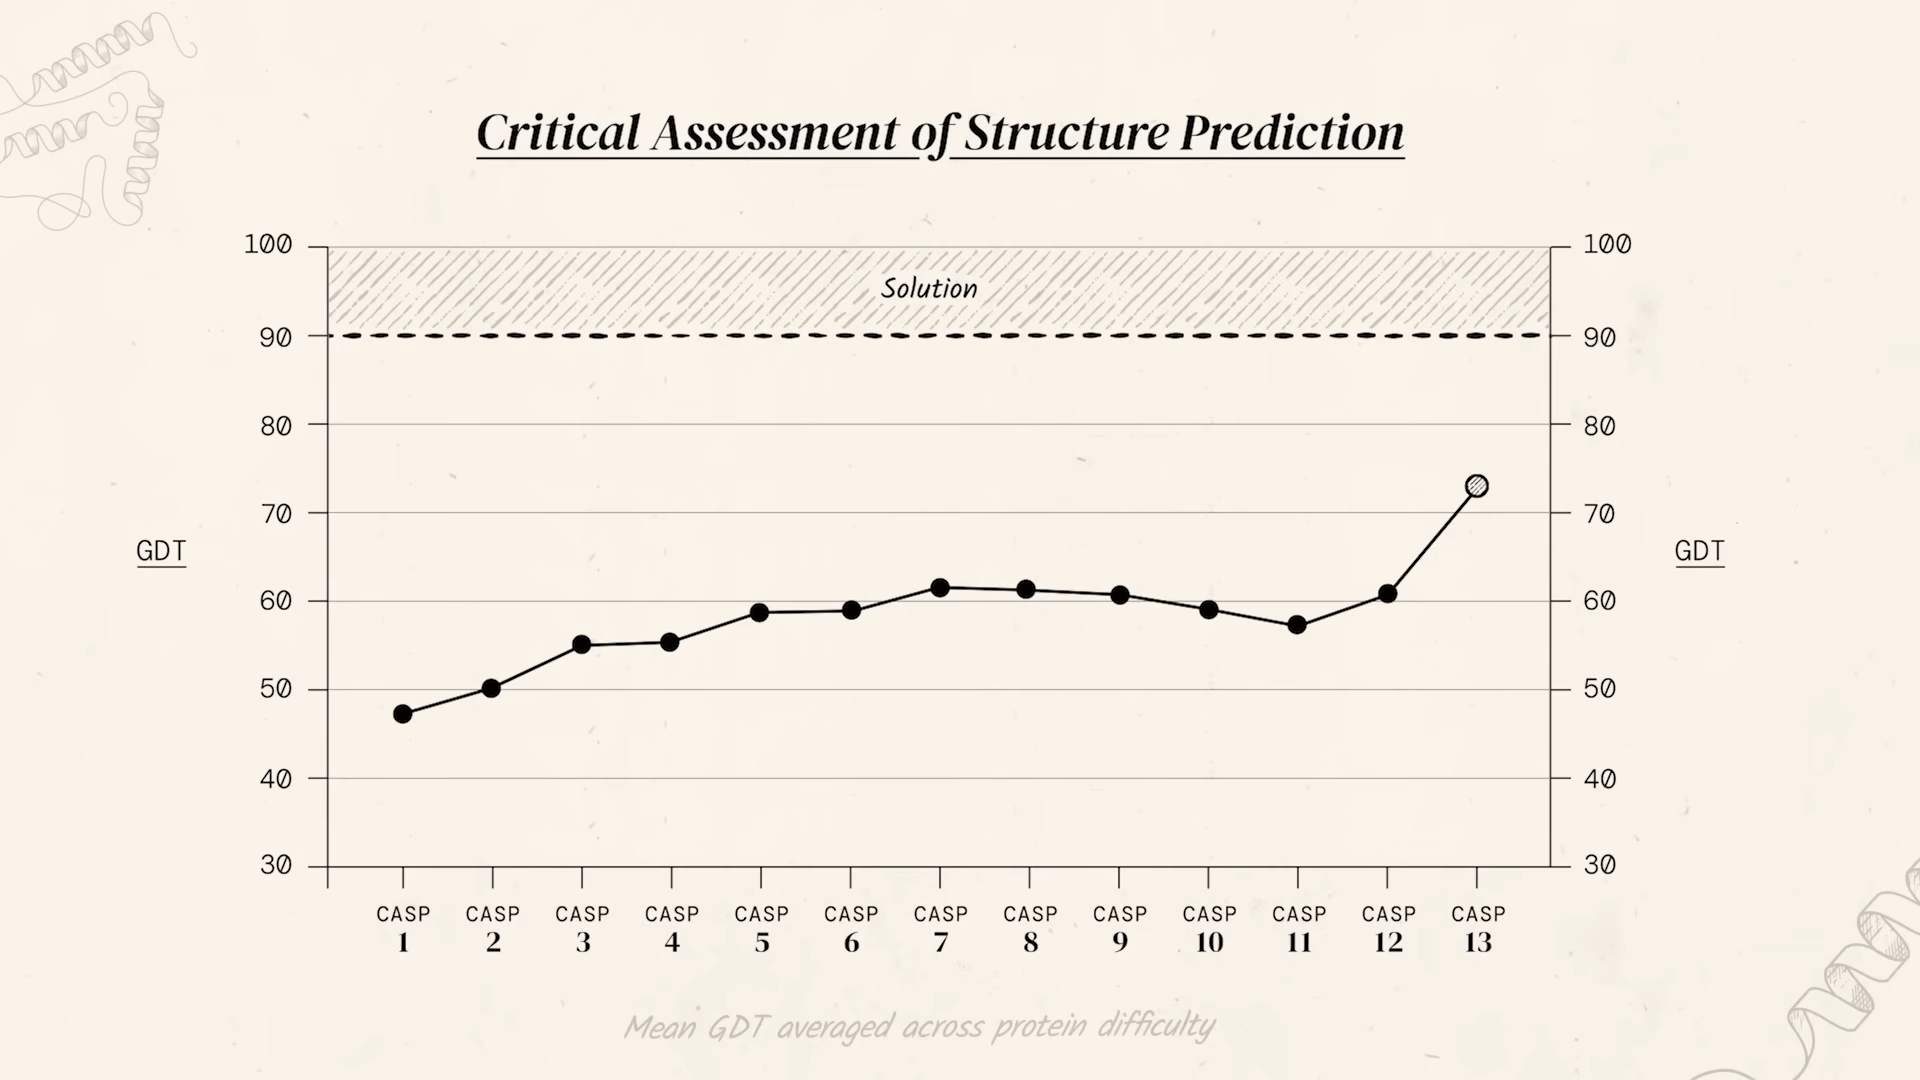 Critical Assessment of Structure Prediction
100
100
Solution
90
90
80
80
70
70
GDT
GDT
60
60
50
50
40
40
30
30
CASP CASP CASP CASP CASP CASP CASP CASP CASP CASP CASP CASP CASP
1 2 3 4 5 6 7 8 9 10 11 12 13
Mean GDT averaged across protein difficulty